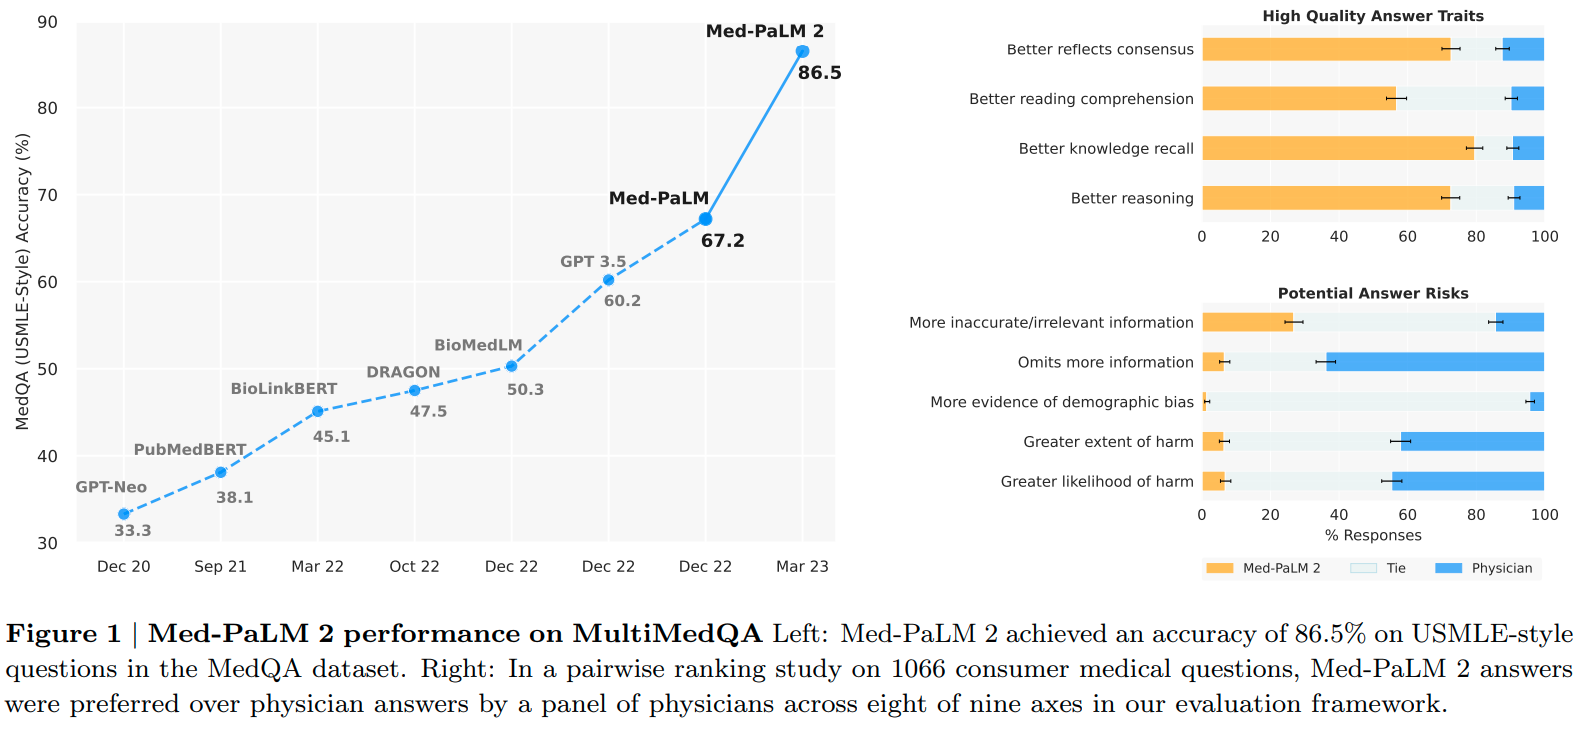 MedQA (USMLE-Style) Accuracy (%)
90
80
70
60
50
40
30
GPT-Neo
33.3
PubMedBERT
38.1
BioLinkBERT
45.1
DRAGON
47.5
BioMedLM
50.3
GPT 3.5
60.2
Med-PaLM
67.2
Med-PaLM 2
86.5
Dec 20 Sep 21 Mar 22 Oct 22 Dec 22 Dec 22 Dec 22 Mar 23
High Quality Answer Traits
Better reflects consensus
Better reading comprehension
Better knowledge recall
Better reasoning
0 20 40 60 80 100
Potential Answer Risks
More inaccurate/irrelevant information
Omits more information
More evidence of demographic bias
Greater extent of harm
Greater likelihood of harm
0 20 40 60 80 100
% Responses
Med-PaLM 2 Tie Physician
Figure 1 | Med-PaLM 2 performance on MultiMedQA Left: Med-PaLM 2 achieved an accuracy of 86.5% on USMLE-style
questions in the MedQA dataset. Right: In a pairwise ranking study on 1066 consumer medical questions, Med-PaLM 2 answers
were preferred over physician answers by a panel of physicians across eight of nine axes in our evaluation framework.